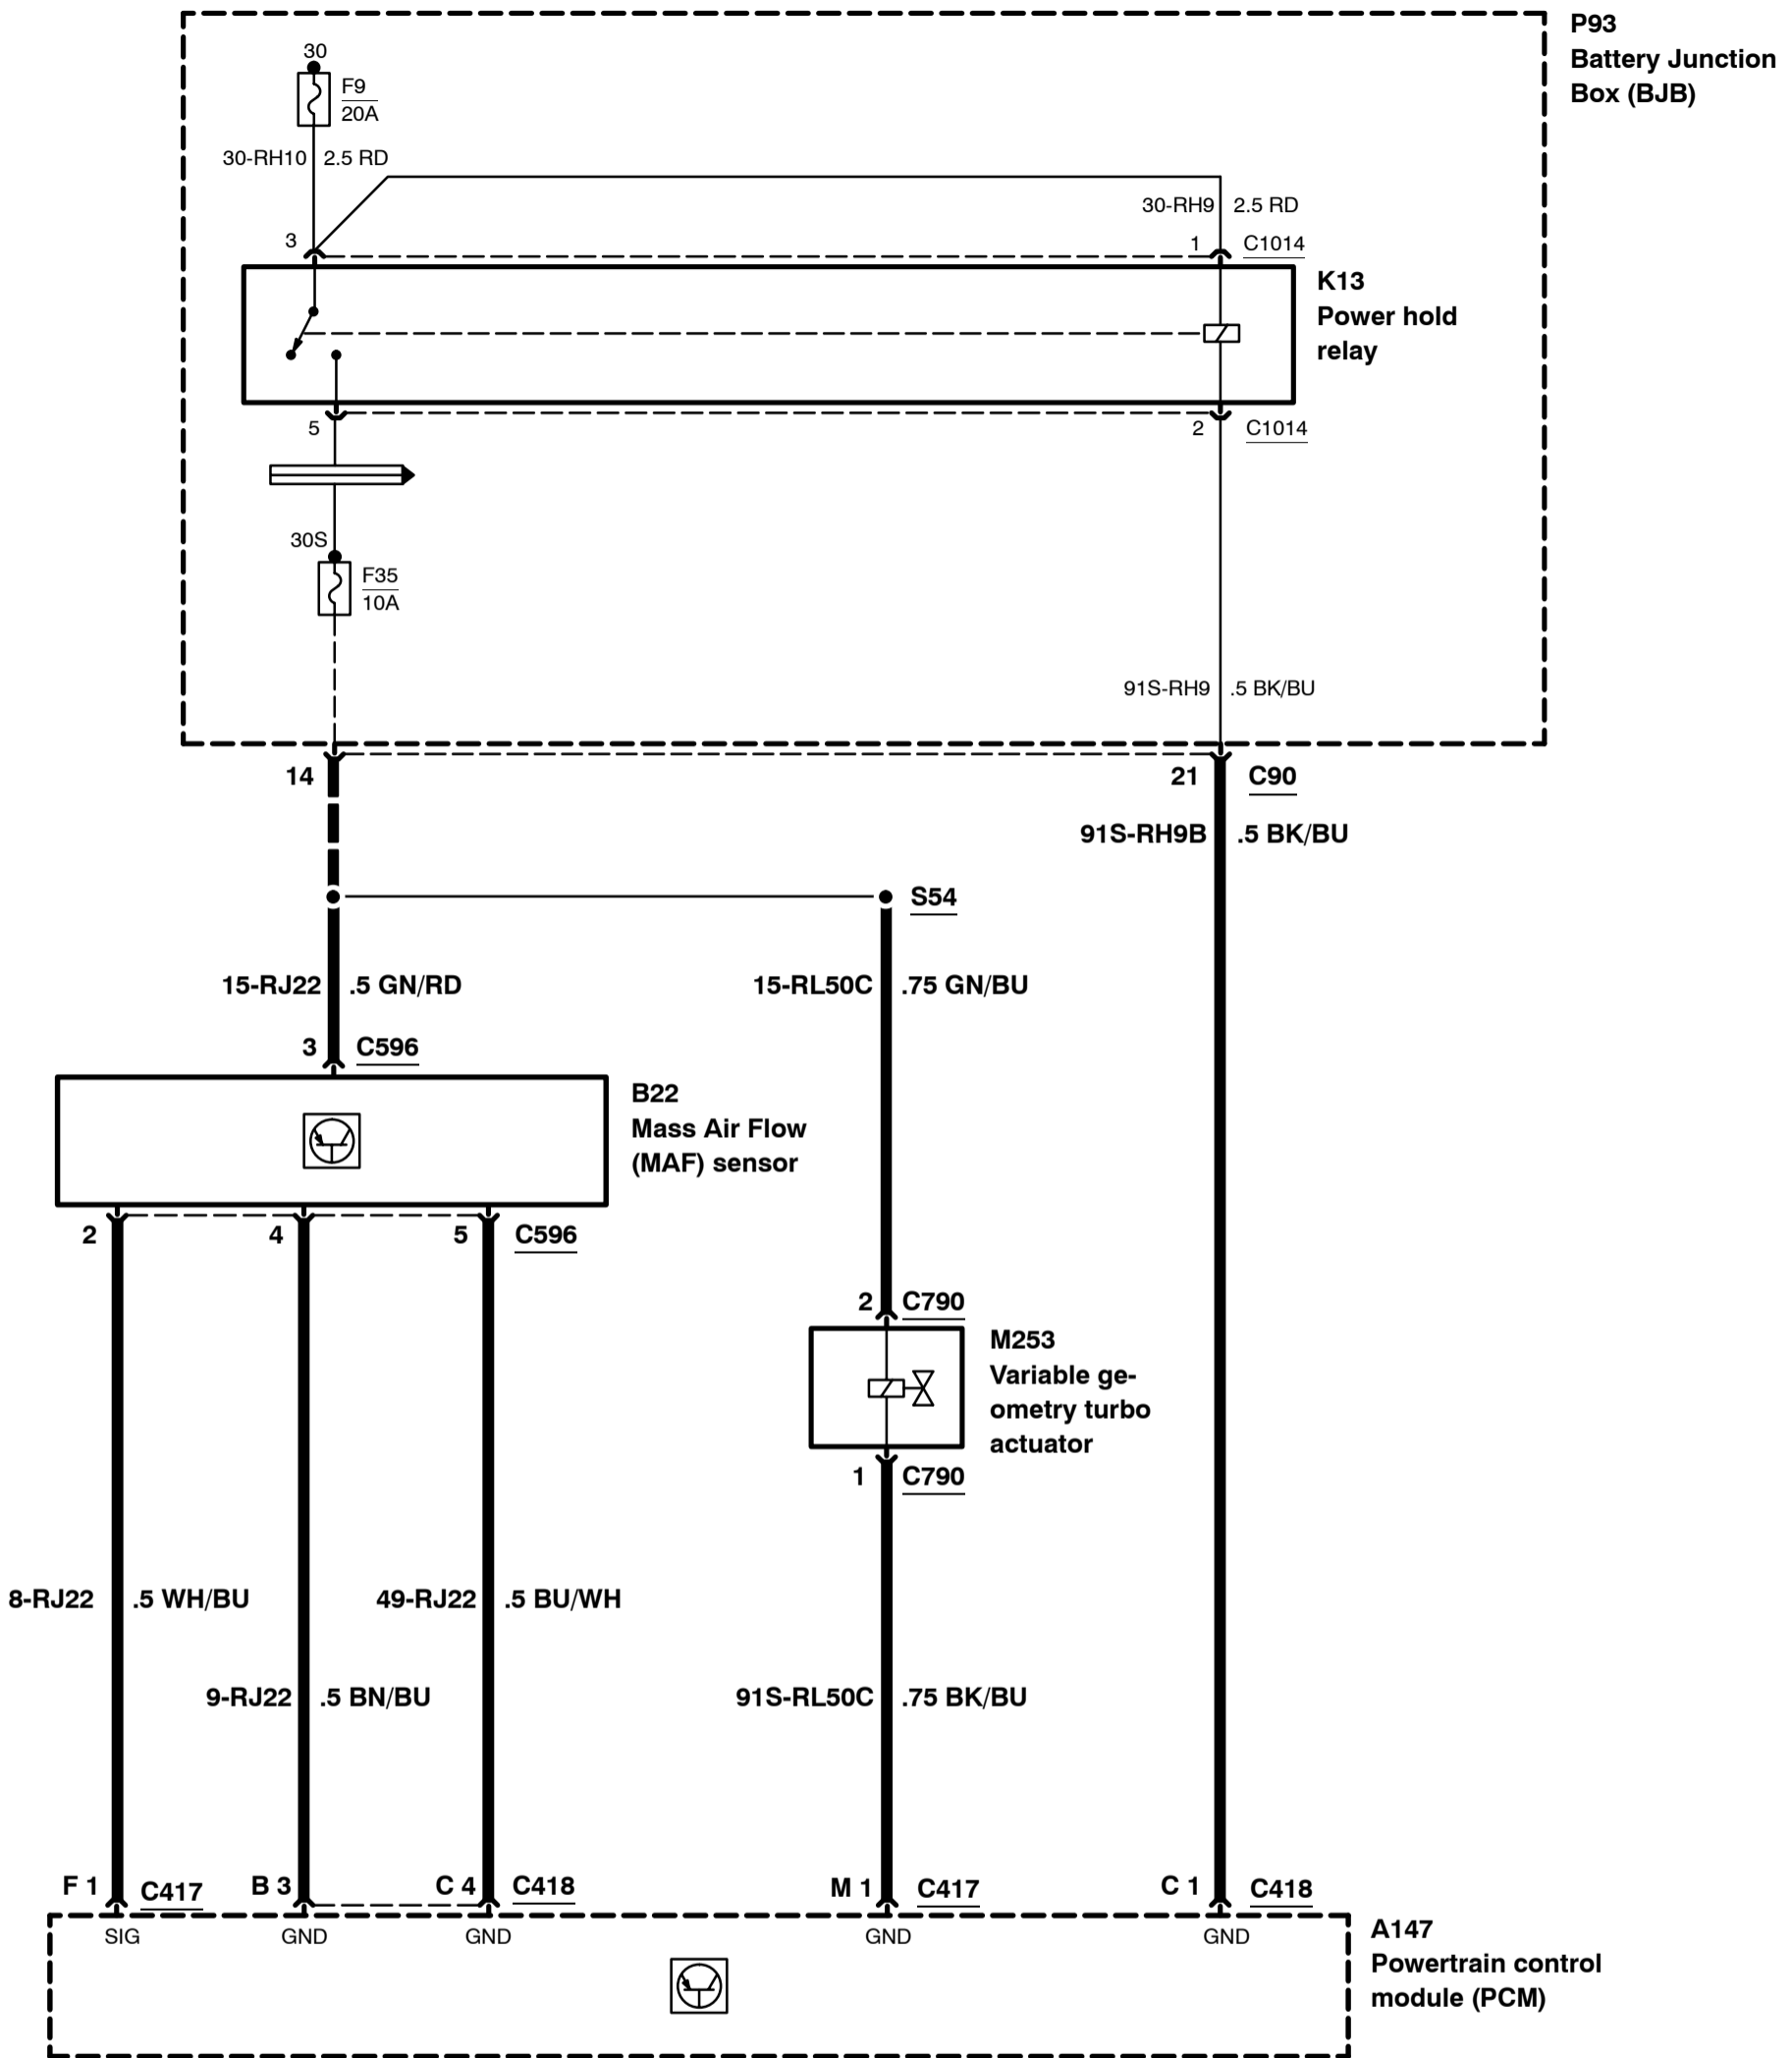 P93
Battery Junction
Box (BJB)
30
F9
20A
30-RH10 2.5 RD
30-RH9 2.5 RD
3
1 C1014
K13
Power hold
relay
5
2 C1014
30S
F35
10A
91S-RH9 .5 BK/BU
14
21 C90
91S-RH9B .5 BK/BU
S54
15-RJ22 .5 GN/RD
15-RL50C .75 GN/BU
3 C596
B22
Mass Air Flow
(MAF) sensor
2
4
5 C596
2 C790
M253
Variable ge-
ometry turbo
actuator
1 C790
8-RJ22 .5 WH/BU
49-RJ22 .5 BU/WH
9-RJ22 .5 BN/BU
91S-RL50C .75 BK/BU
F 1 C417
B 3
C 4 C418
M 1 C417
C 1 C418
SIG
GND
GND
GND
GND
A147
Powertrain control
module (PCM)